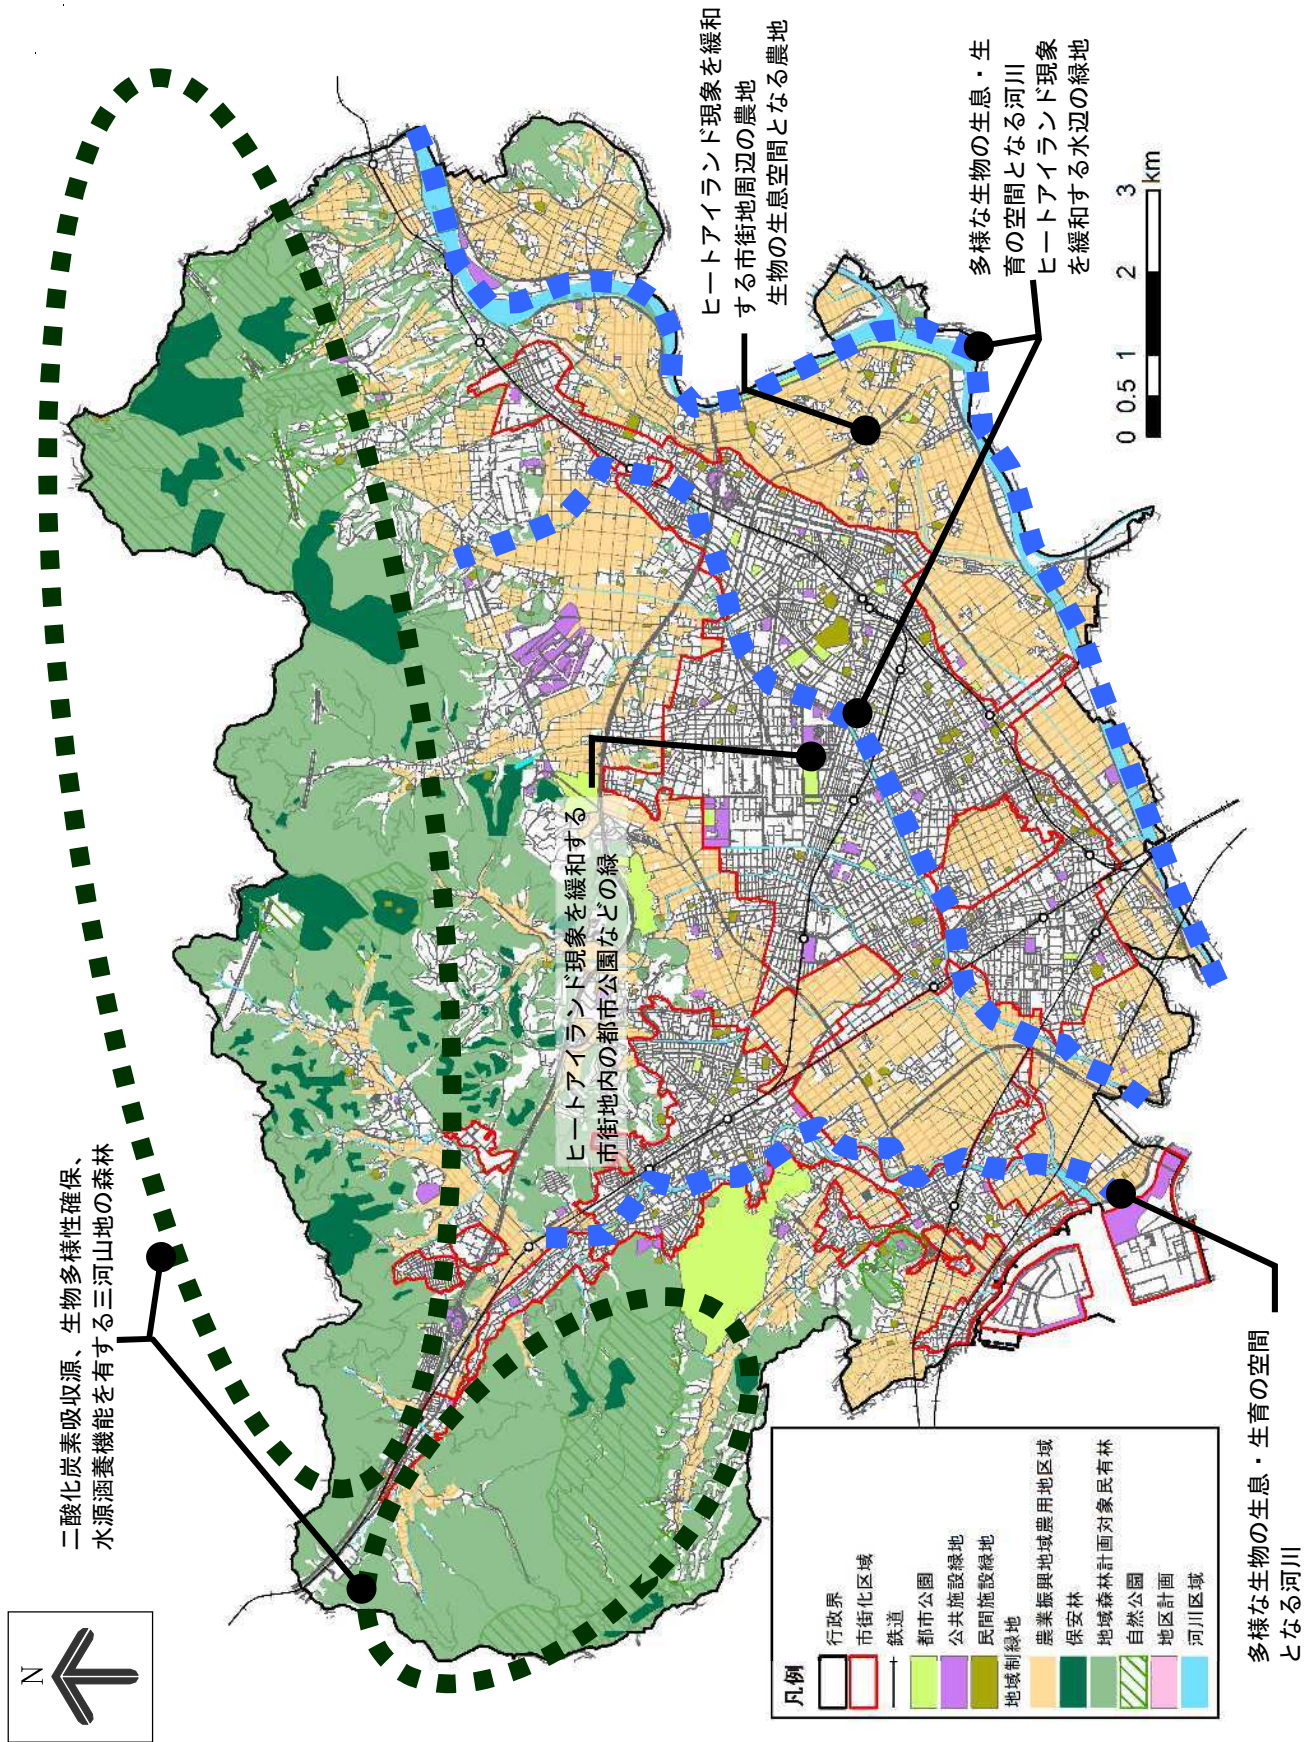 N
二酸化炭素吸収源、生物多様性確保、
水源涵養機能を有する三河山地の森林
ヒートアイランド現象を緩和する
市街地内の都市公園などの緑
ヒートアイランド現象を緩和
する市街地周辺の農地
生物の生息空間となる農地
多様な生物の生息・生
育の空間となる河川
ヒートアイランド現象
を緩和する水辺の緑地
0 0.5 1 2 3
km
多様な生物の生息・生育の空間
となる河川
凡例
行政界
市街化区域
鉄道
都市公園
公共施設緑地
民間施設緑地
地域制緑地
農業振興地域農用地区域
保安林
地域森林計画対象民有林
自然公園
地区計画
河川区域